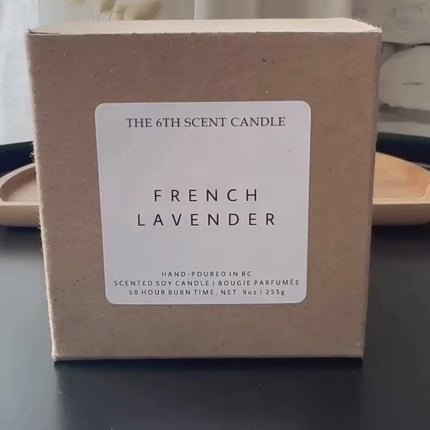 THE 6TH SCENT CANDLE
FRENCH
LAVENDER
HAND-POURED IN BC
SCENTED SOY CANDLE | BOUGIE PARFUMÉE
50 HOUR BURN TIME, NET 9oz | 255g